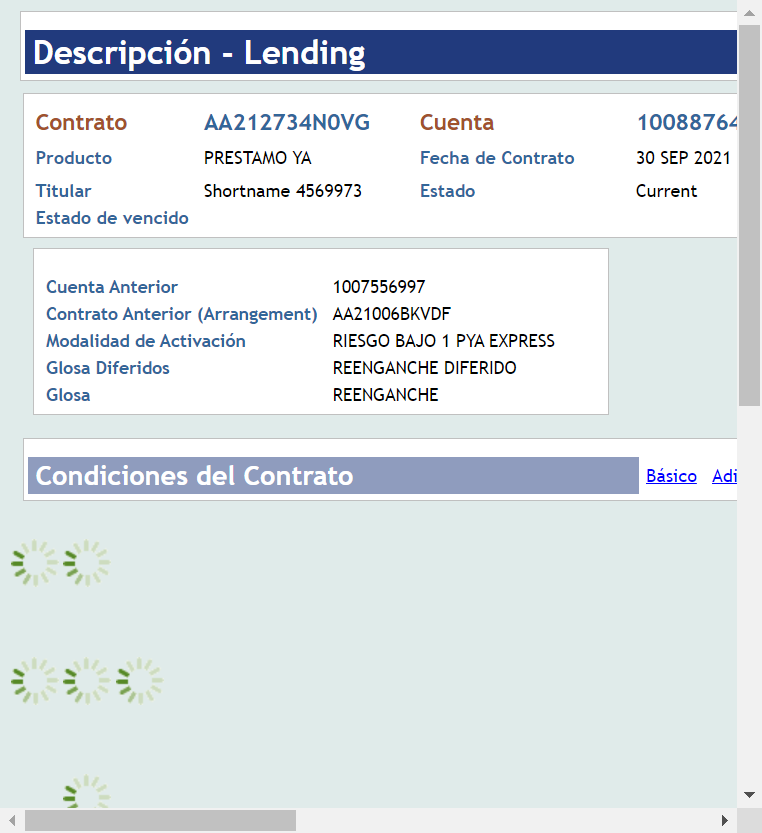 Descripción - Lending
Contrato AA212734N0VG Cuenta 10088764
Producto PRESTAMO YA Fecha de Contrato 30 SEP 2021
Titular Shortname 4569973 Estado Current
Estado de vencido
Cuenta Anterior 1007556997
Contrato Anterior (Arrangement) AA21006BKVDF
Modalidad de Activación RIESGO BAJO 1 PYA EXPRESS
Glosa Diferidos REENGANCHE DIFERIDO
Glosa REENGANCHE
Condiciones del Contrato Básico Adi